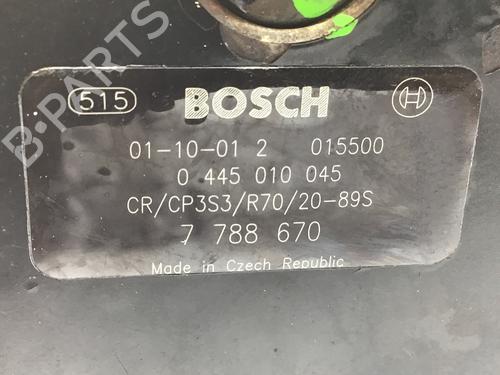 B-PARTS
515 BOSCH
01-10-01 2 015500
0 445 010 045
CR/CP3S3/R70/20-89S
7 788 670
Made in Czech Republic